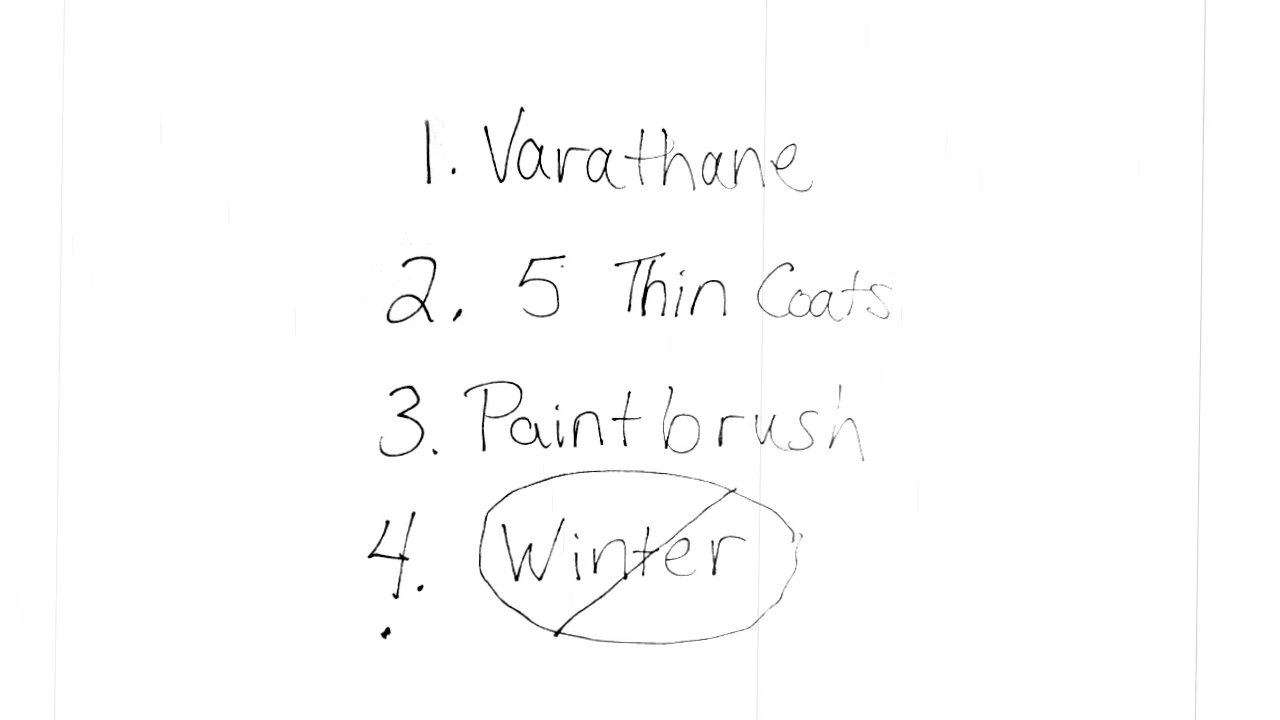 1. Varathane
2. 5 Thin Coats
3. Paintbrush
4. Winter